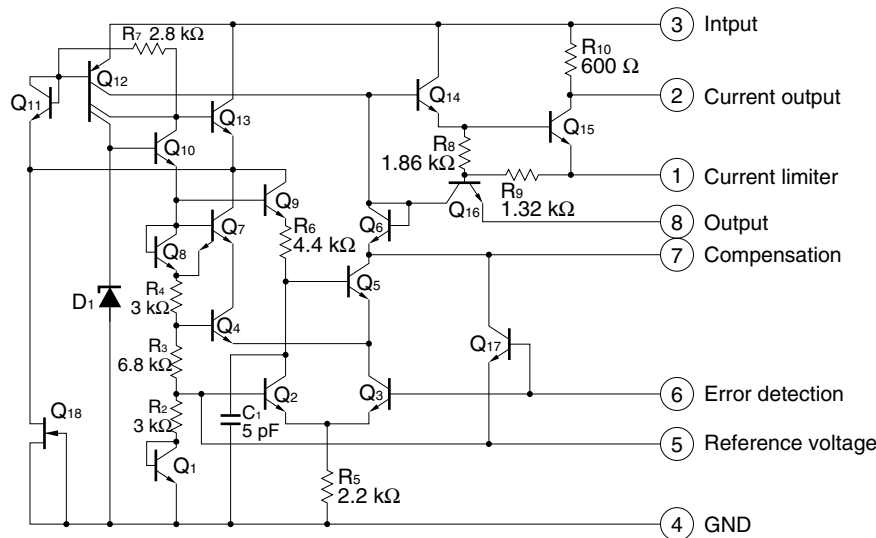 R7 2.8 kΩ
3 Intput
R10
600 Ω
Q12
Q11
Q14
Q13
2 Current output
Q15
Q10
R8
1.86 kΩ
1 Current limiter
R9
1.32 kΩ
Q9
Q16
R6
4.4 kΩ
Q7
Q6
8 Output
Q8
7 Compensation
Q5
R4
3 kΩ
D1
Q4
R3
6.8 kΩ
Q17
Q2
Q3
6 Error detection
Q18
R2
3 kΩ
C1
5 pF
5 Reference voltage
Q1
R5
2.2 kΩ
4 GND